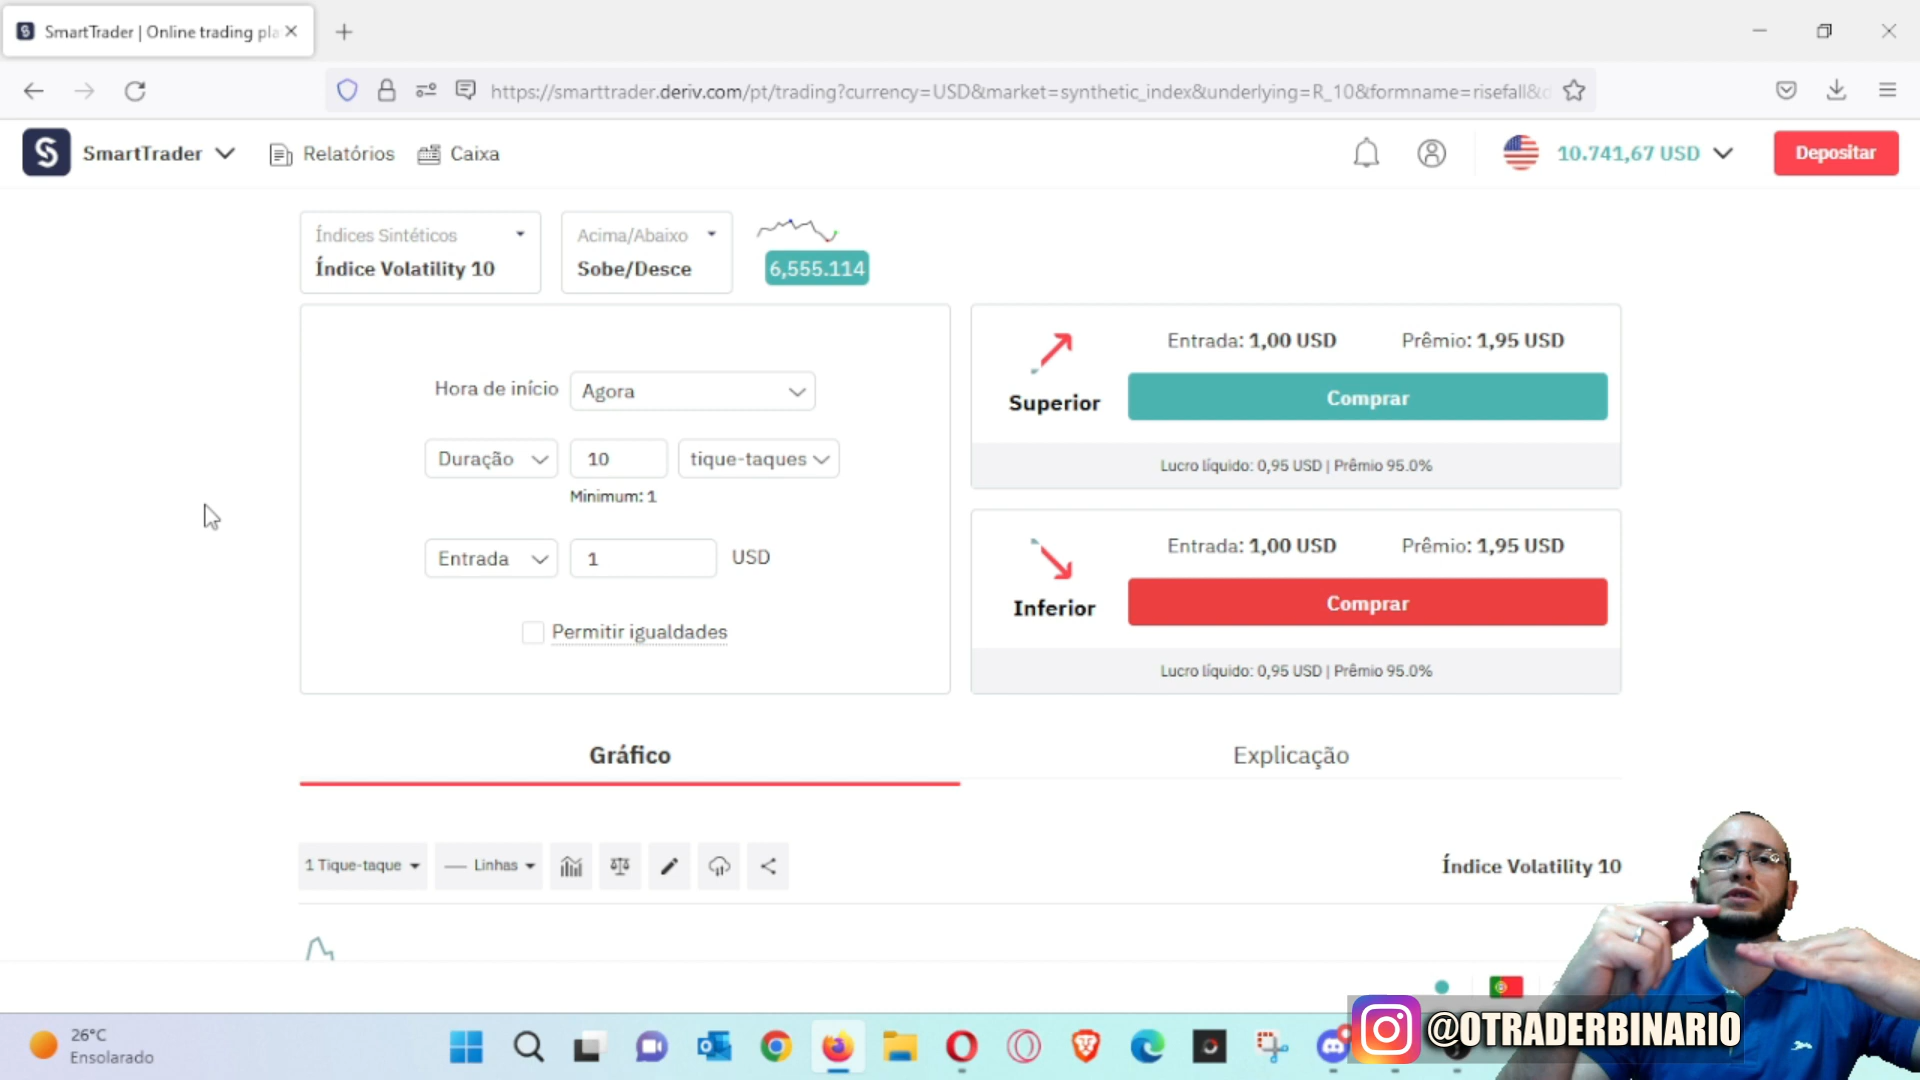 SmartTrader | Online trading pla
https://smarttrader.deriv.com/pt/trading?currency=USD&market=synthetic_index&underlying=R_10&formname=risefall&d
SmartTrader
Relatórios
Caixa
10.741,67 USD
Depositar
Índices Sintéticos
Índice Volatility 10
Acima/Abaixo
Sobe/Desce
6,555.114
Hora de início
Agora
Duração
10
tique-taques
Minimum: 1
Entrada
1
USD
Permitir igualdades
Entrada: 1,00 USD
Prêmio: 1,95 USD
Superior
Comprar
Lucro líquido: 0,95 USD | Prêmio 95.0%
Entrada: 1,00 USD
Prêmio: 1,95 USD
Inferior
Comprar
Lucro líquido: 0,95 USD | Prêmio 95.0%
Gráfico
Explicação
1 Tique-taque
Linhas
Índice Volatility 10
@OTRADERBINARIO
26°C
Ensolarado